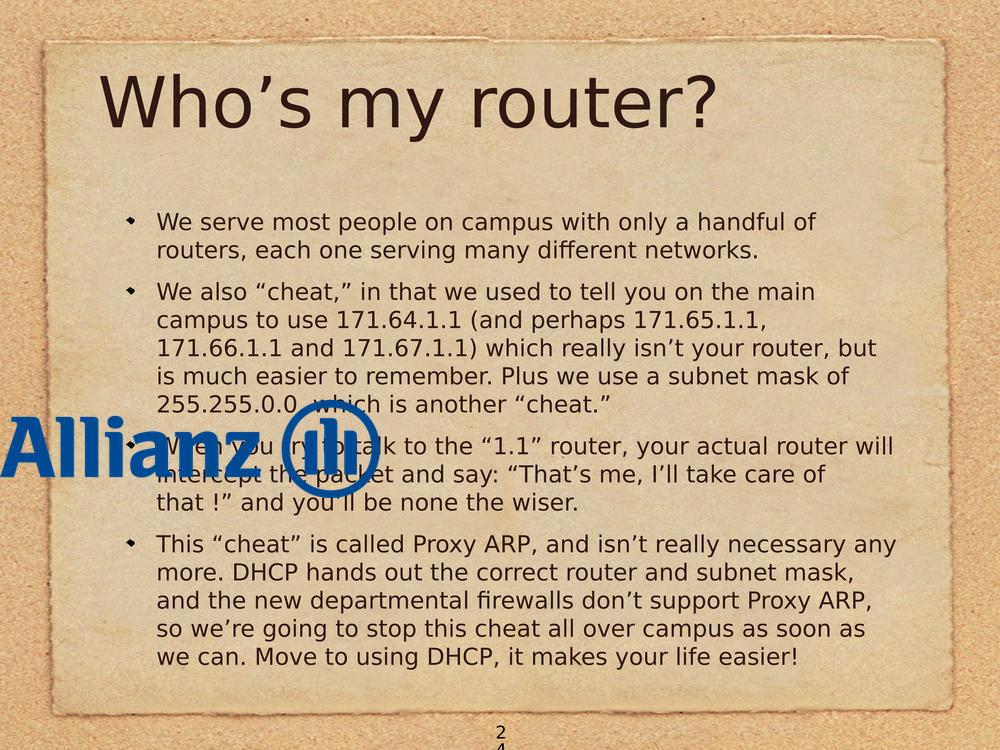 Who’s my router?
We serve most people on campus with only a handful of
routers, each one serving many different networks.
We also “cheat,” in that we used to tell you on the main
campus to use 171.64.1.1 (and perhaps 171.65.1.1,
171.66.1.1 and 171.67.1.1) which really isn’t your router, but
is much easier to remember. Plus we use a subnet mask of
255.255.0.0, which is another “cheat.”
Allianz
When you try to talk to the “1.1” router, your actual router will
intercept the packet and say: “That’s me, I’ll take care of
that !” and you’ll be none the wiser.
This “cheat” is called Proxy ARP, and isn’t really necessary any
more. DHCP hands out the correct router and subnet mask,
and the new departmental firewalls don’t support Proxy ARP,
so we’re going to stop this cheat all over campus as soon as
we can. Move to using DHCP, it makes your life easier!
2
4